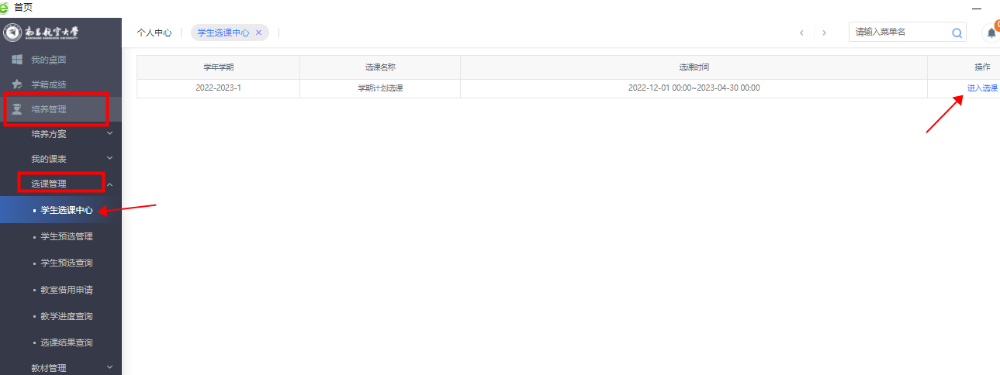 首页
南昌航空大学
个人中心
学生选课中心 ×
请输入菜单名
我的桌面
学籍成绩
培养管理
培养方案
我的课表
选课管理
学生选课中心
学生预选管理
学生预选查询
教室借用申请
教学进度查询
选课结果查询
教材管理
学年学期 选课名称 选课时间 操作
2022-2023-1 学期计划选课 2022-12-01 00:00~2023-04-30 00:00 进入选课